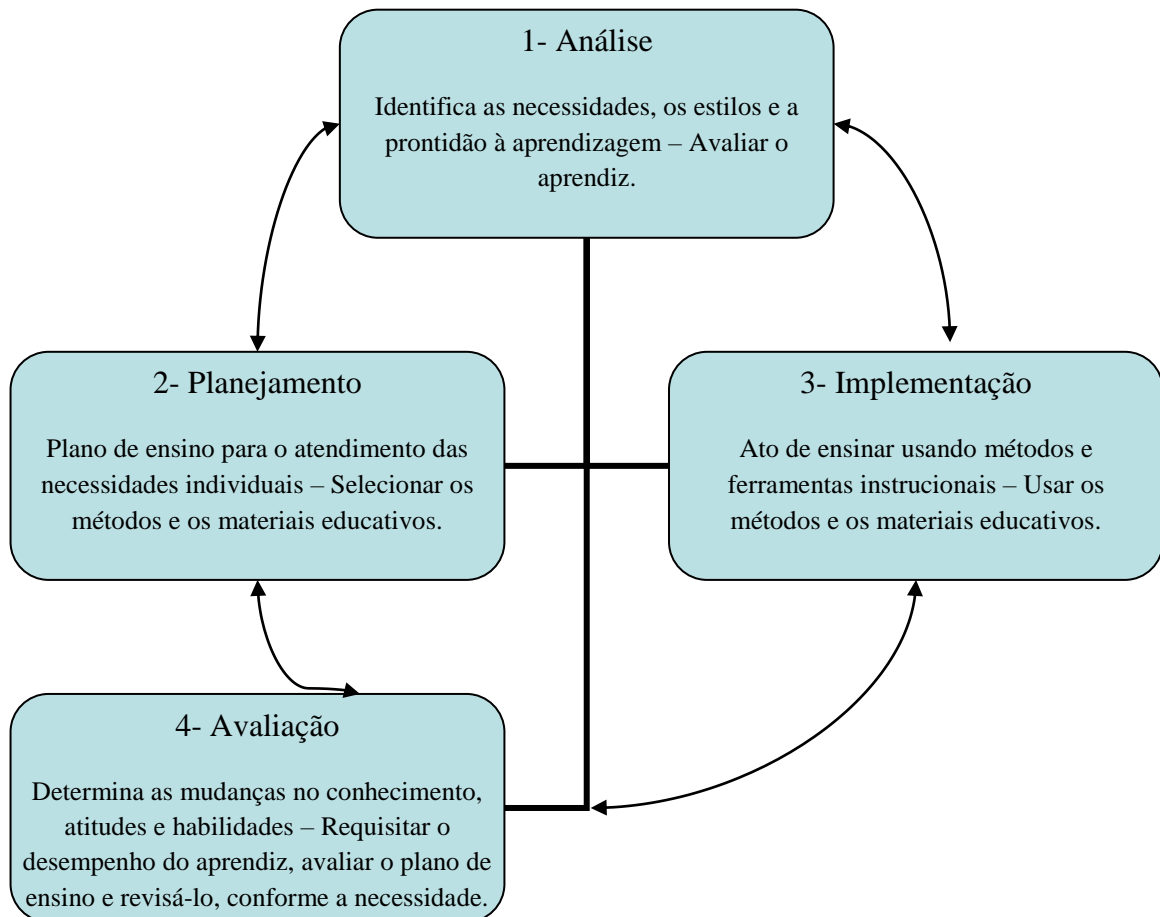 1- Análise
Identifica as necessidades, os estilos e a
prontidão à aprendizagem – Avaliar o
aprendiz.
2- Planejamento
Plano de ensino para o atendimento das
necessidades individuais – Selecionar os
métodos e os materiais educativos.
3- Implementação
Ato de ensinar usando métodos e
ferramentas instrucionais – Usar os
métodos e os materiais educativos.
4- Avaliação
Determina as mudanças no conhecimento,
atitudes e habilidades – Requisitar o
desempenho do aprendiz, avaliar o plano de
ensino e revisá-lo, conforme a necessidade.